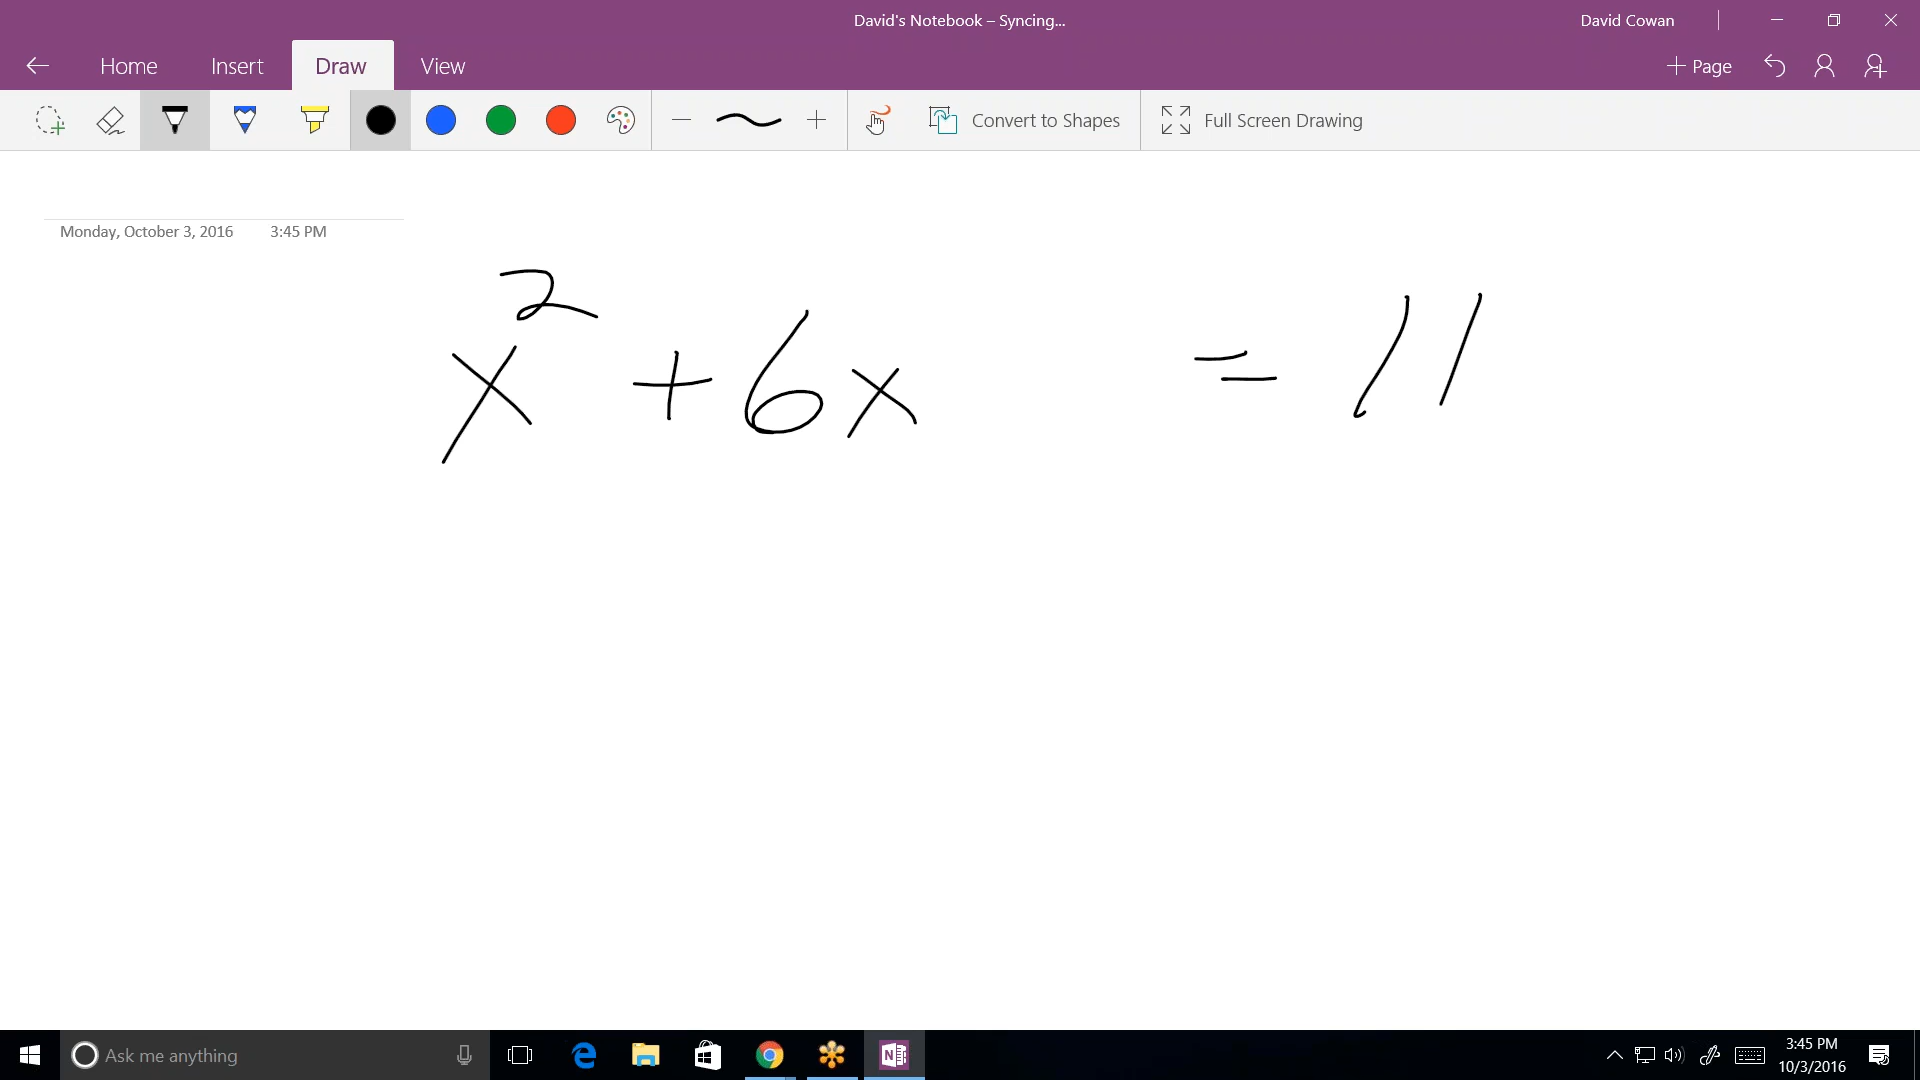 David's Notebook – Syncing...
David Cowan
Home Insert Draw View
+ Page
Convert to Shapes
Full Screen Drawing
Monday, October 3, 2016 3:45 PM
x² + 6x = 11
Ask me anything
3:45 PM
10/3/2016